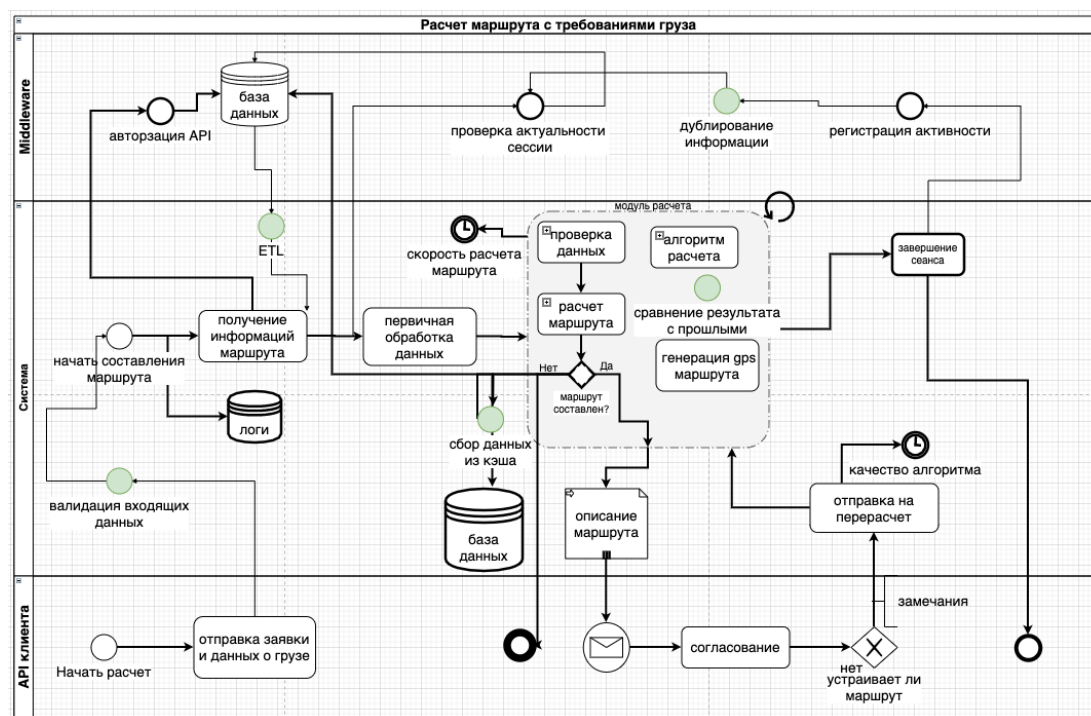 Расчет маршрута с требованиями груза
Middleware
база
данных
авторзация API
проверка актуальности
сессии
дублирование
информации
регистрация активности
Система
ETL
модуль расчета
скорость расчета
маршрута
проверка
данных
алгоритм
расчета
завершение
сеанса
начать составления
маршрута
получение
информаций
маршрута
первичная
обработка
данных
расчет
маршрута
сравнение результата
с прошлыми
генерация gps
маршрута
Нет
Да
маршрут
составлен?
логи
сбор данных
из кэша
база
данных
валидация входящих
данных
описание
маршрута
качество алгоритма
отправка на
перерасчет
API клиента
Начать расчет
отправка заявки
и данных о грузе
согласование
замечания
нет
устраивает ли
маршрут